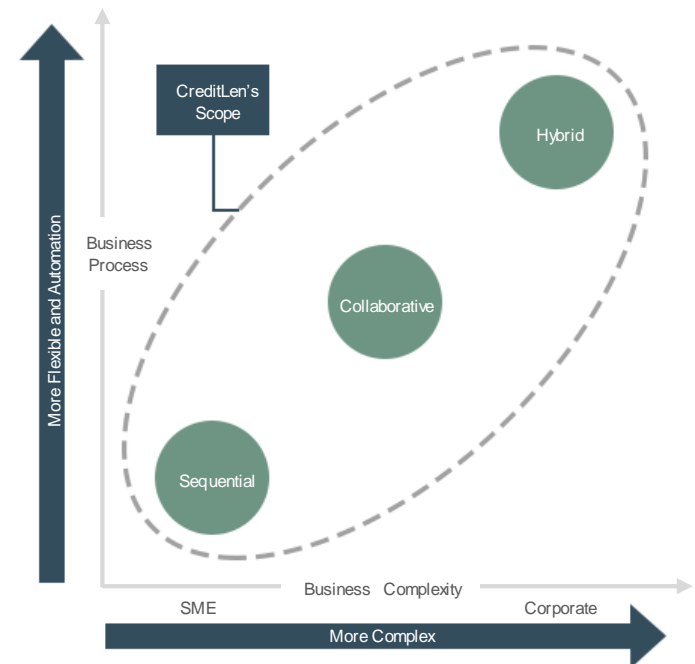 CreditLen's
Scope
Hybrid
Business
Process
More Flexible and Automation
Collaborative
Sequential
Business Complexity
SME
Corporate
More Complex